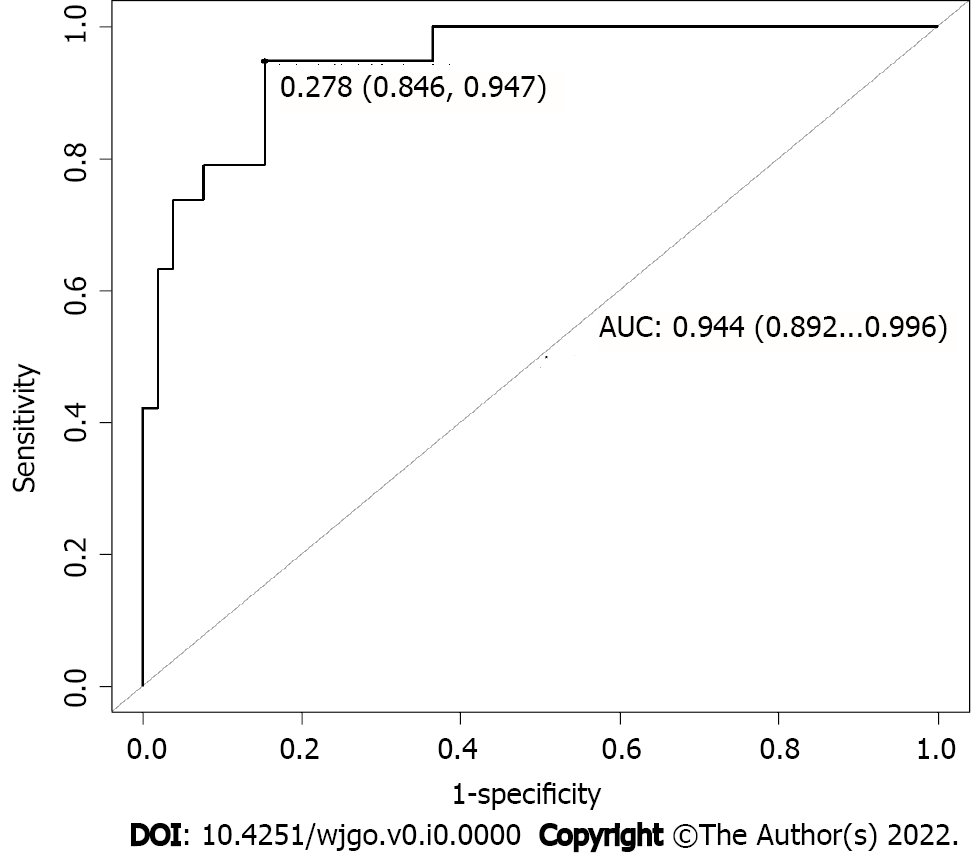 1.0
0.278 (0.846, 0.947)
0.8
0.6
AUC: 0.944 (0.892...0.996)
Sensitivity
0.4
0.2
0.0
0.0 0.2 0.4 0.6 0.8 1.0
1-specificity
DOI: 10.4251/wjgo.v0.i0.0000 Copyright ©The Author(s) 2022.